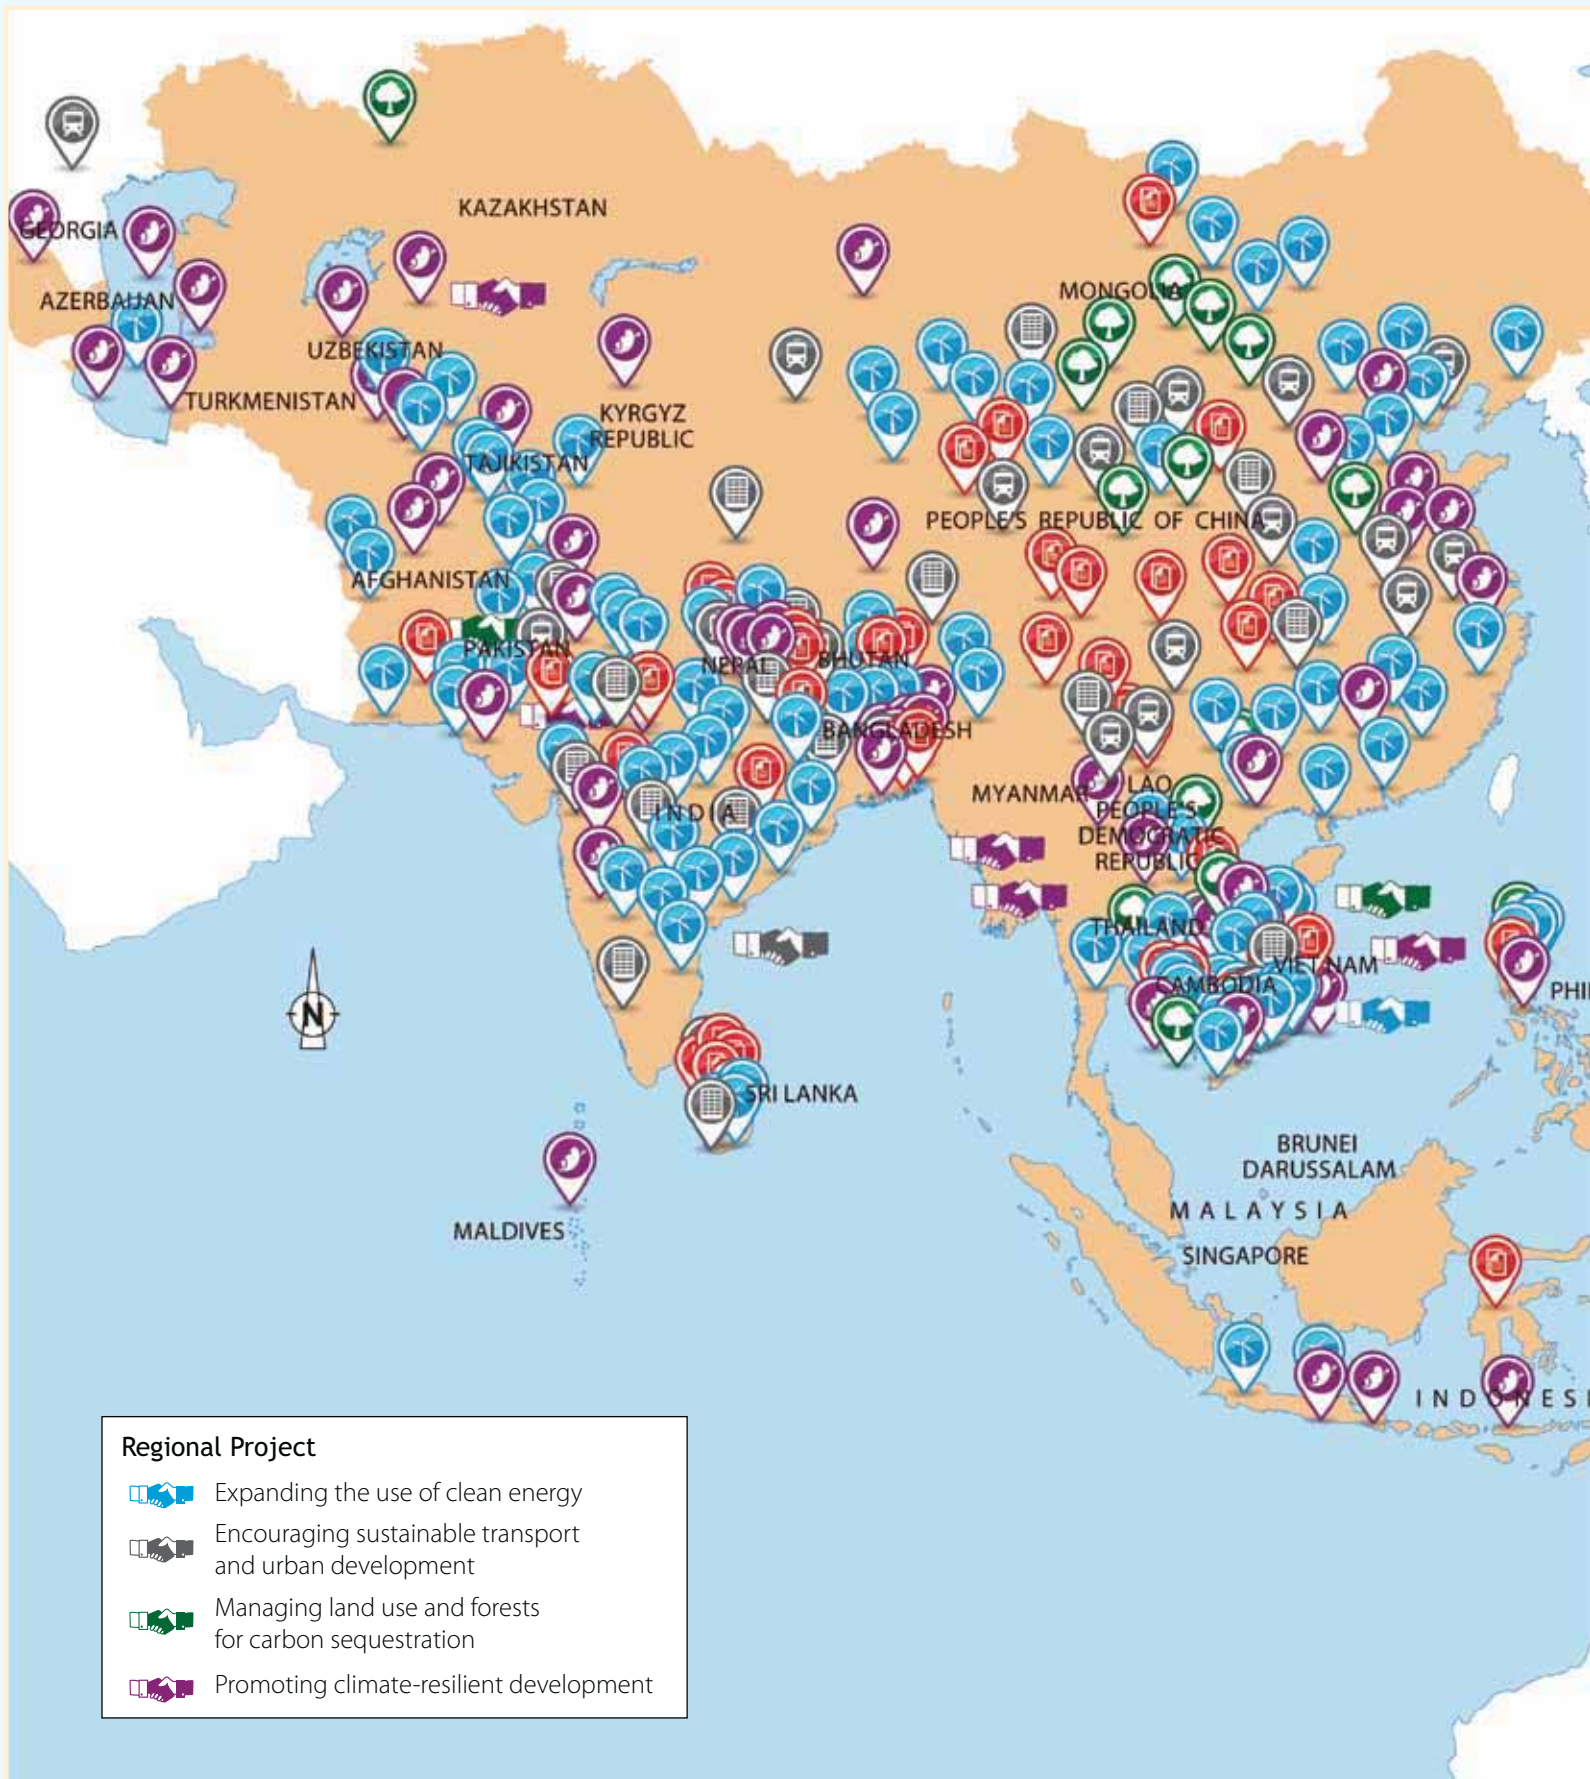 KAZAKHSTAN
GEORGIA
MONGOLIA
AZERBAIJAN
UZBEKISTAN
TURKMENISTAN
KYRGYZ
REPUBLIC
TAJIKISTAN
PEOPLE'S REPUBLIC OF CHINA
AFGHANISTAN
PAKISTAN
NEPAL
BHUTAN
BANGLADESH
MYANMAR
LAO
PEOPLE'S
DEMOCRATIC
REPUBLIC
INDIA
THAILAND
VIET NAM
CAMBODIA
PHI
N
SRI LANKA
BRUNEI
DARUSSALAM
MALAYSIA
MALDIVES
SINGAPORE
INDONESI
Regional Project
Expanding the use of clean energy
Encouraging sustainable transport
and urban development
Managing land use and forests
for carbon sequestration
Promoting climate-resilient development